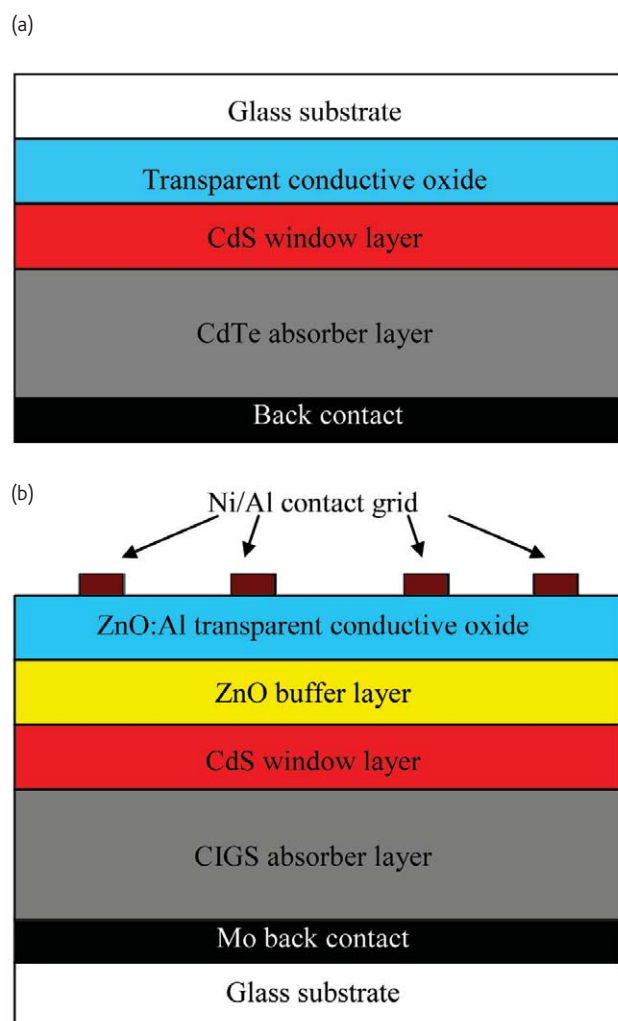 (a)
Glass substrate
Transparent conductive oxide
CdS window layer
CdTe absorber layer
Back contact
(b)
Ni/Al contact grid
ZnO:Al transparent conductive oxide
ZnO buffer layer
CdS window layer
CIGS absorber layer
Mo back contact
Glass substrate